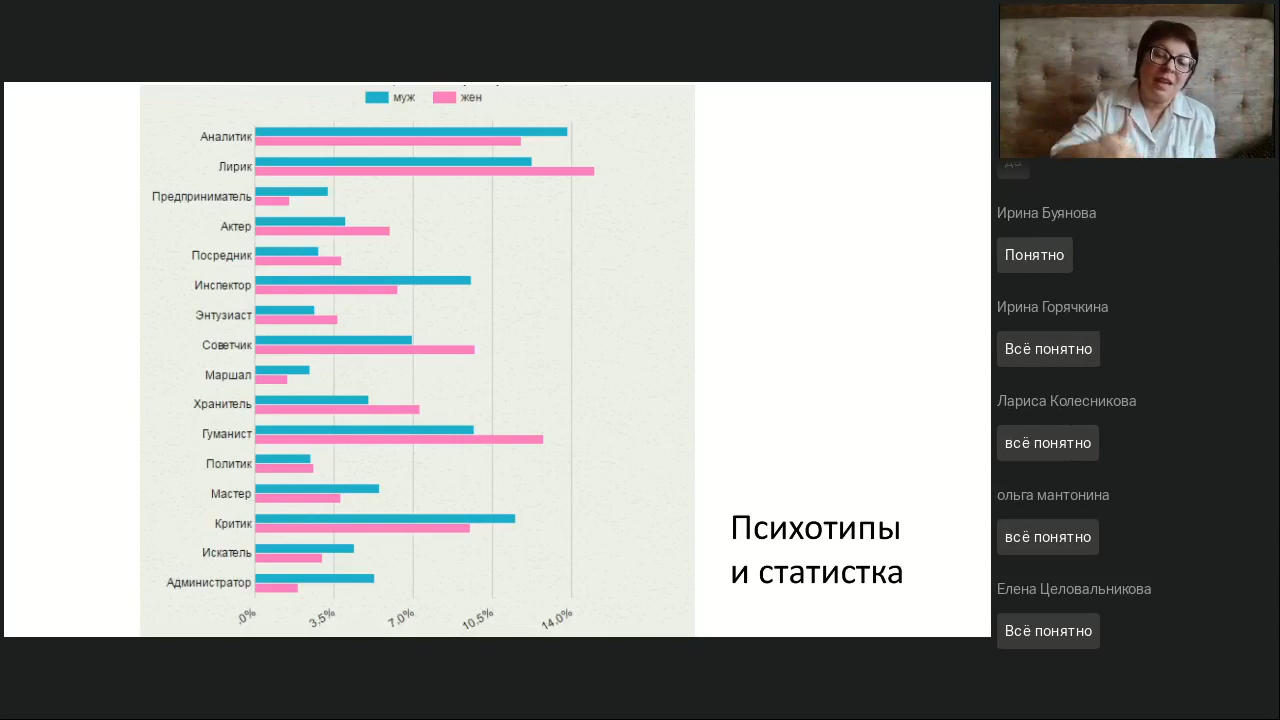 муж жен
Аналитик
Лирик
Предприниматель
Актер
Посредник
Инспектор
Энтузиаст
Советчик
Маршал
Хранитель
Гуманист
Политик
Мастер
Критик
Искатель
Администратор
.0% 3.5% 7.0% 10.5% 14.0%
Психотипы
и статистка
да
Ирина Буянова
Понятно
Ирина Горячкина
Всё понятно
Лариса Колесникова
всё понятно
ольга мантонина
всё понятно
Елена Целовальникова
Всё понятно